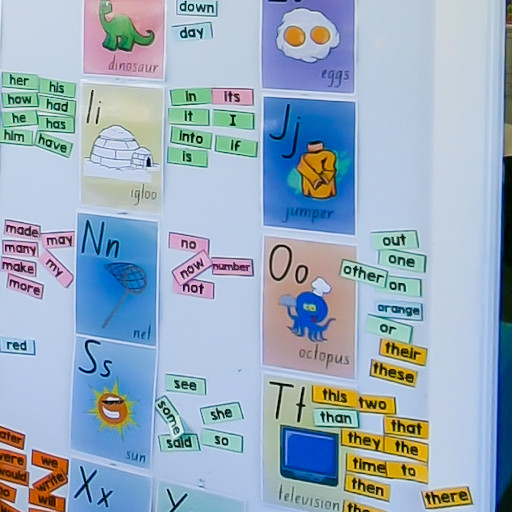 down
day
dinosaur
eggs
her his
how had
he has
him have
Ii
igloo
in its
it I
into if
is
Jj
jumper
made may
many
make my
more
Nn
net
no
now number
not
Oo
octopus
out
one
other on
orange
or
their
these
red
Ss
sun
see
some she
said so
Tt
television
this two
than that
they the
time to
then
there
we
write
will
Xx